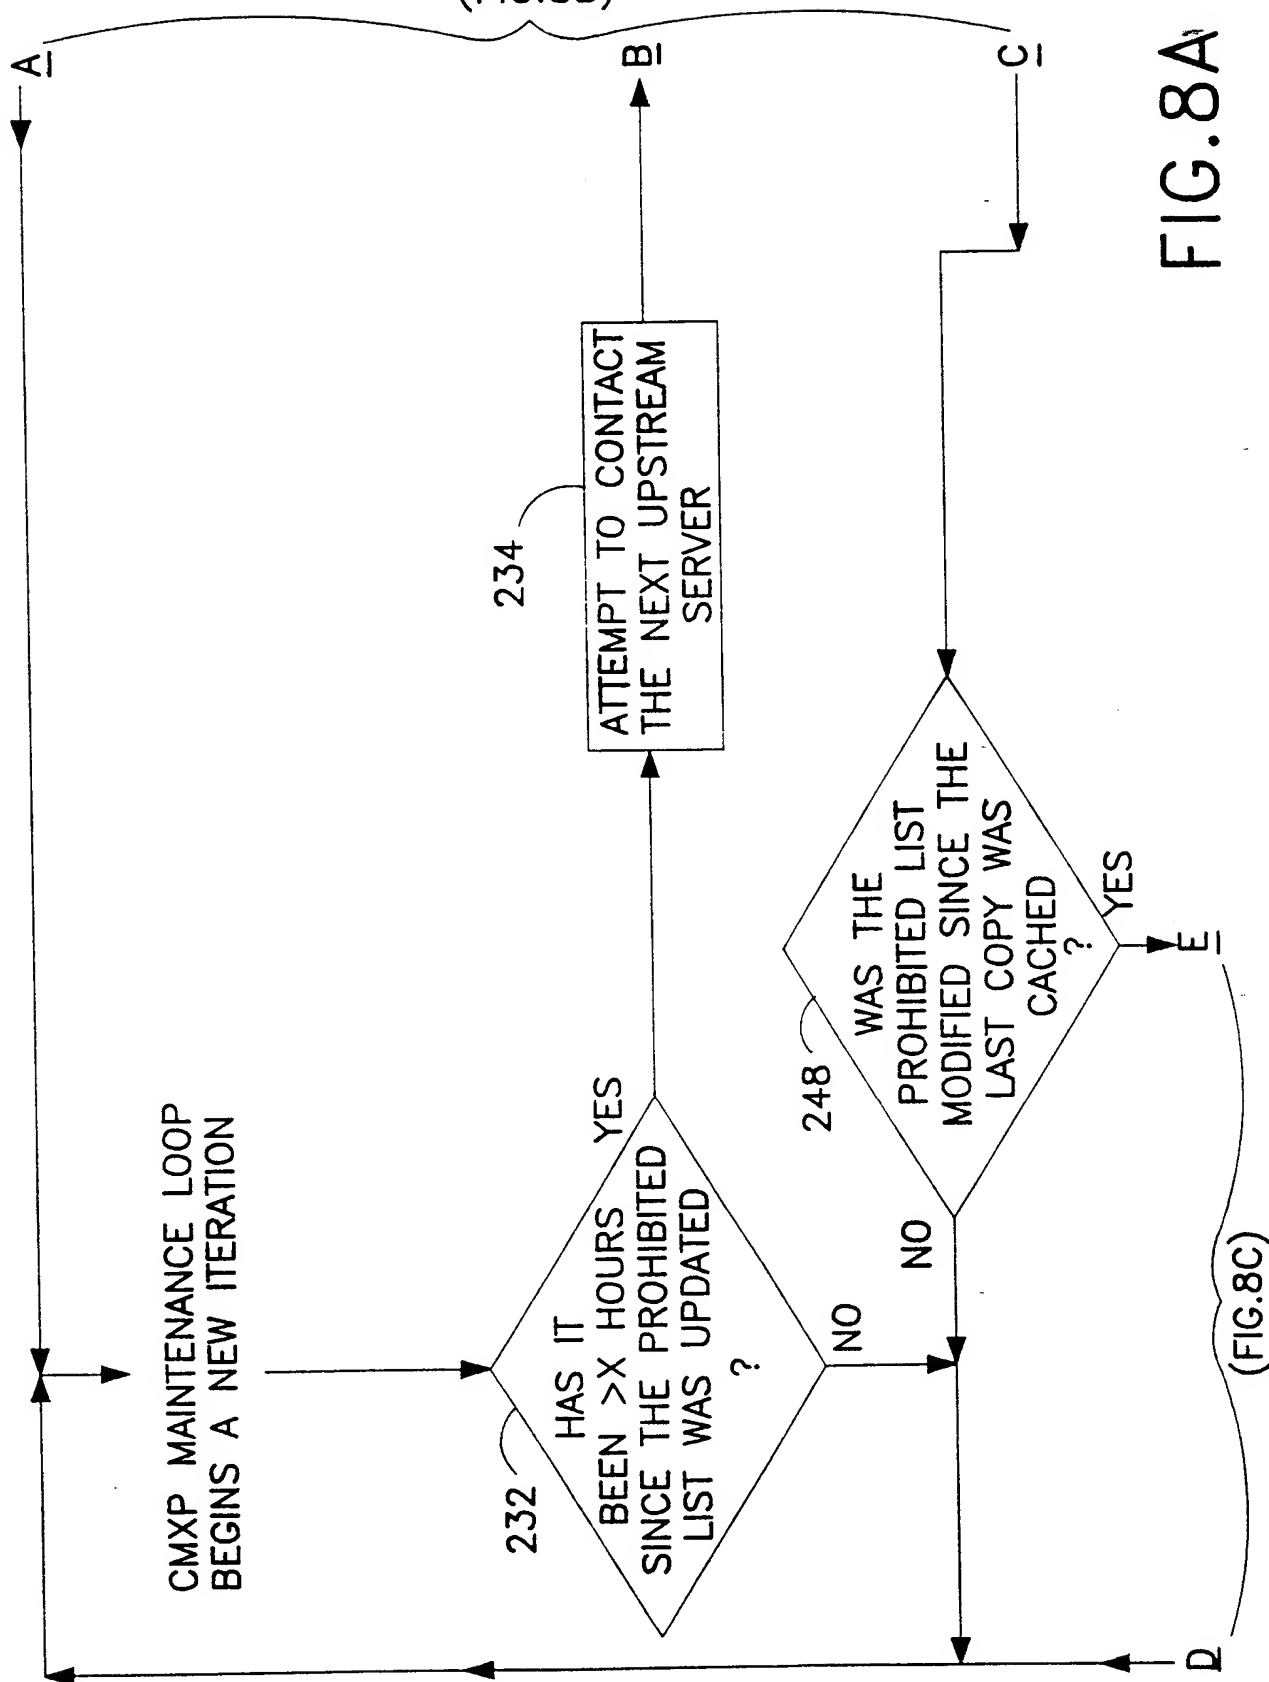 A
CMXP MAINTENANCE LOOP
BEGINS A NEW ITERATION
232
HAS IT
BEEN >X HOURS
SINCE THE PROHIBITED
LIST WAS UPDATED
?
YES
NO
234
ATTEMPT TO CONTACT
THE NEXT UPSTREAM
SERVER
B
248
WAS THE
PROHIBITED LIST
MODIFIED SINCE THE
LAST COPY WAS
CACHED
?
NO
YES
C
D
E
(FIG.8C)
FIG.8A